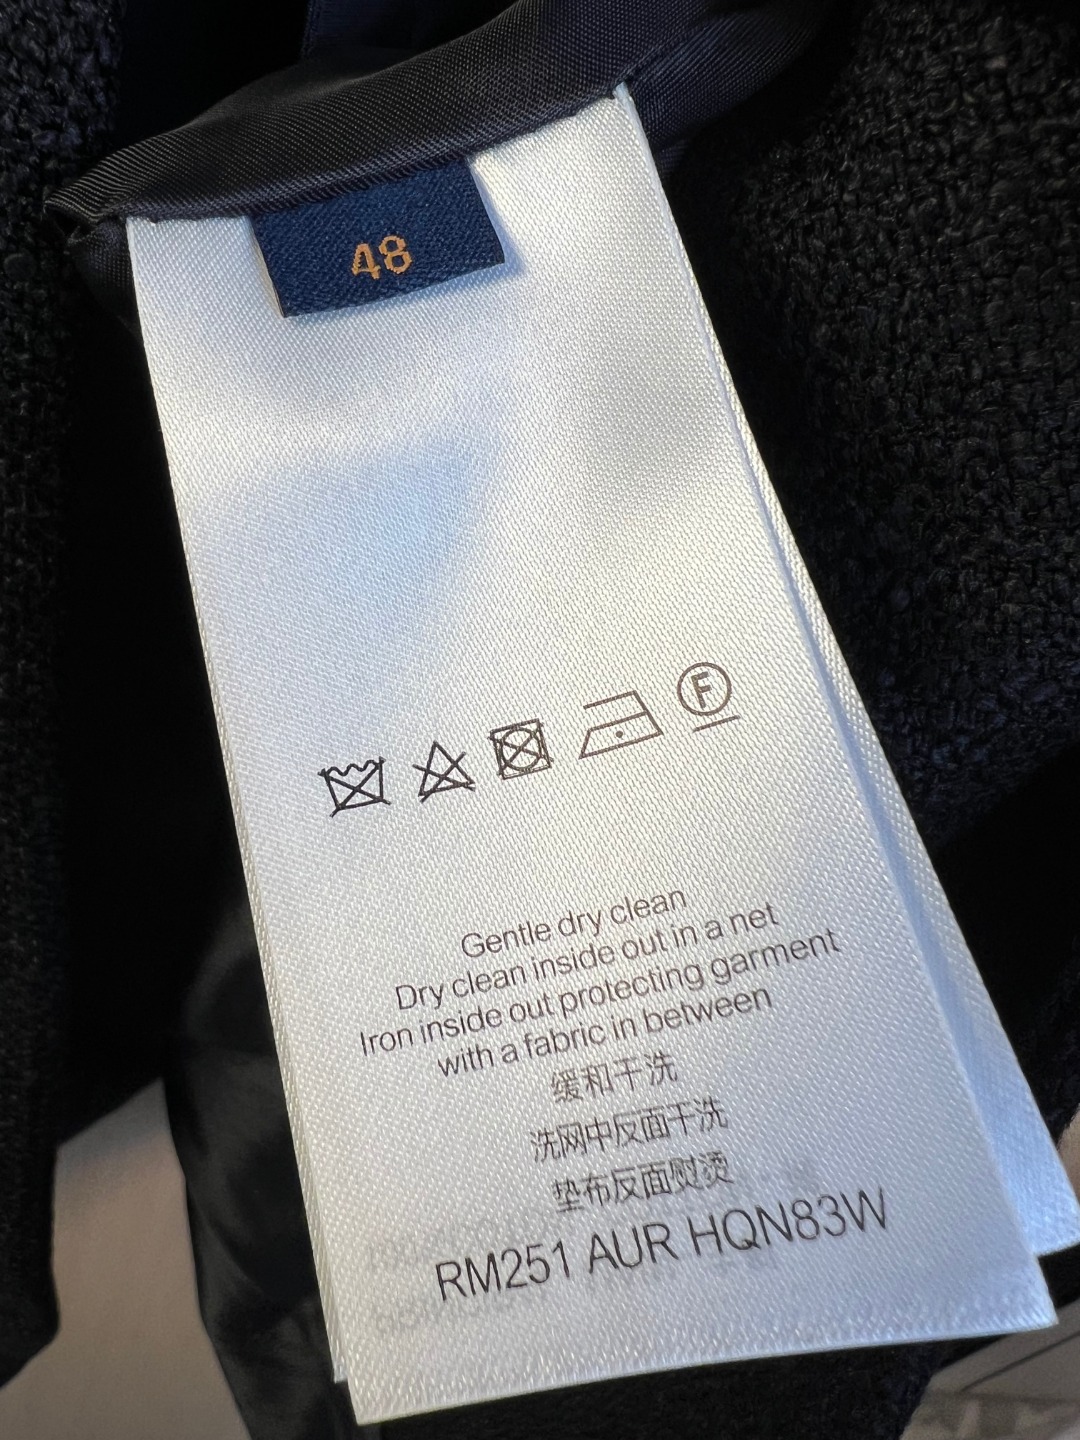 48
F
Gentle dry clean
Dry clean inside out in a net
Iron inside out protecting garment
with a fabric in between
缓和干洗
洗网中反面干洗
垫布反面熨烫
RM251 AUR HQN83W